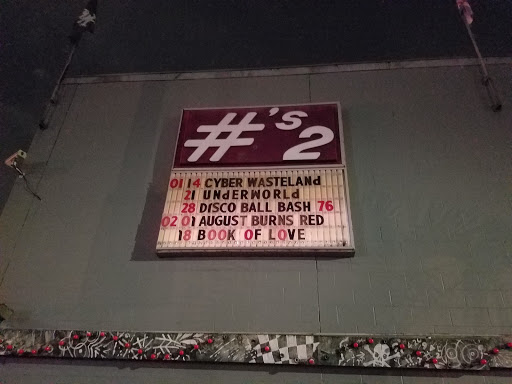 #'s 2
01 14 CYBER WASTELAND
21 UNDERWORLD
28 DISCO BALL BASH 76
02 01 AUGUST BURNS RED
18 BOOK OF LOVE